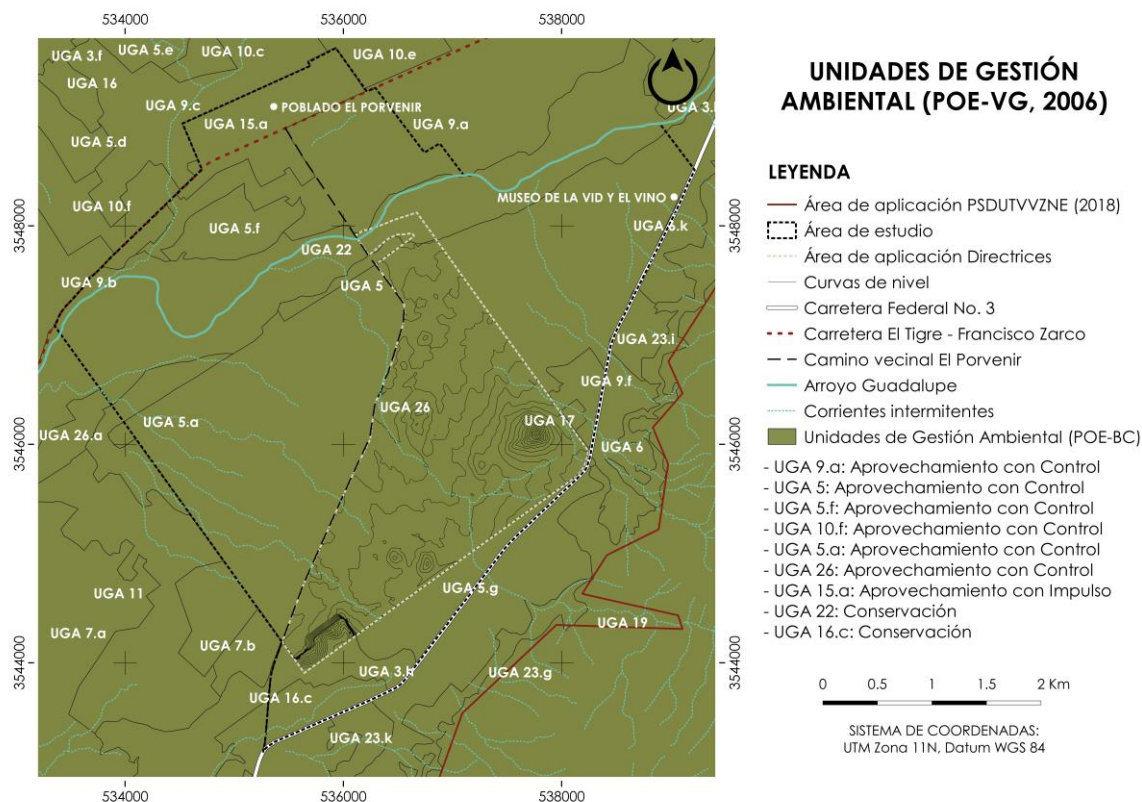 534000
536000
538000
UGA 3.f
UGA 5.e
UGA 10.c
UGA 10.e
UGA 16
UGA 9.c
POBLADO EL PORVENIR
UGA 15.a
UGA 9.a
UGA 5.d
UGA 10.f
UGA 5.f
MUSEO DE LA VID Y EL VINO
3548000
3548000
UGA 22
UGA 6.k
UGA 9.b
UGA 5
UGA 23.i
UGA 9.f
UGA 26
UGA 5.a
UGA 17
UGA 26.a
UGA 6
3546000
3546000
UGA 5.g
UGA 11
UGA 7.a
UGA 7.b
UGA 19
3544000
3544000
UGA 23.g
UGA 16.c
UGA 23.k
534000
536000
538000
UNIDADES DE GESTIÓN
AMBIENTAL (POE-VG, 2006)
LEYENDA
Área de aplicación PSDUTVVZNE (2018)
Área de estudio
Área de aplicación Directrices
Curvas de nivel
Carretera Federal No. 3
Carretera El Tigre - Francisco Zarco
Camino vecinal El Porvenir
Arroyo Guadalupe
Corrientes intermitentes
Unidades de Gestión Ambiental (POE-BC)
- UGA 9.a: Aprovechamiento con Control
- UGA 5: Aprovechamiento con Control
- UGA 5.f: Aprovechamiento con Control
- UGA 10.f: Aprovechamiento con Control
- UGA 5.a: Aprovechamiento con Control
- UGA 26: Aprovechamiento con Control
- UGA 15.a: Aprovechamiento con Impulso
- UGA 22: Conservación
- UGA 16.c: Conservación
0 0.5 1 1.5 2 Km
SISTEMA DE COORDENADAS:
UTM Zona 11N, Datum WGS 84